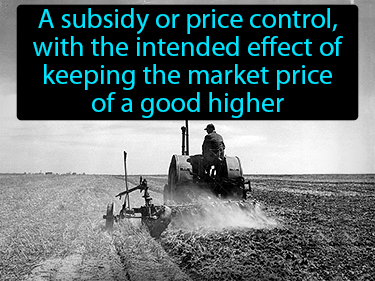 A subsidy or price control,
with the intended effect of
keeping the market price
of a good higher